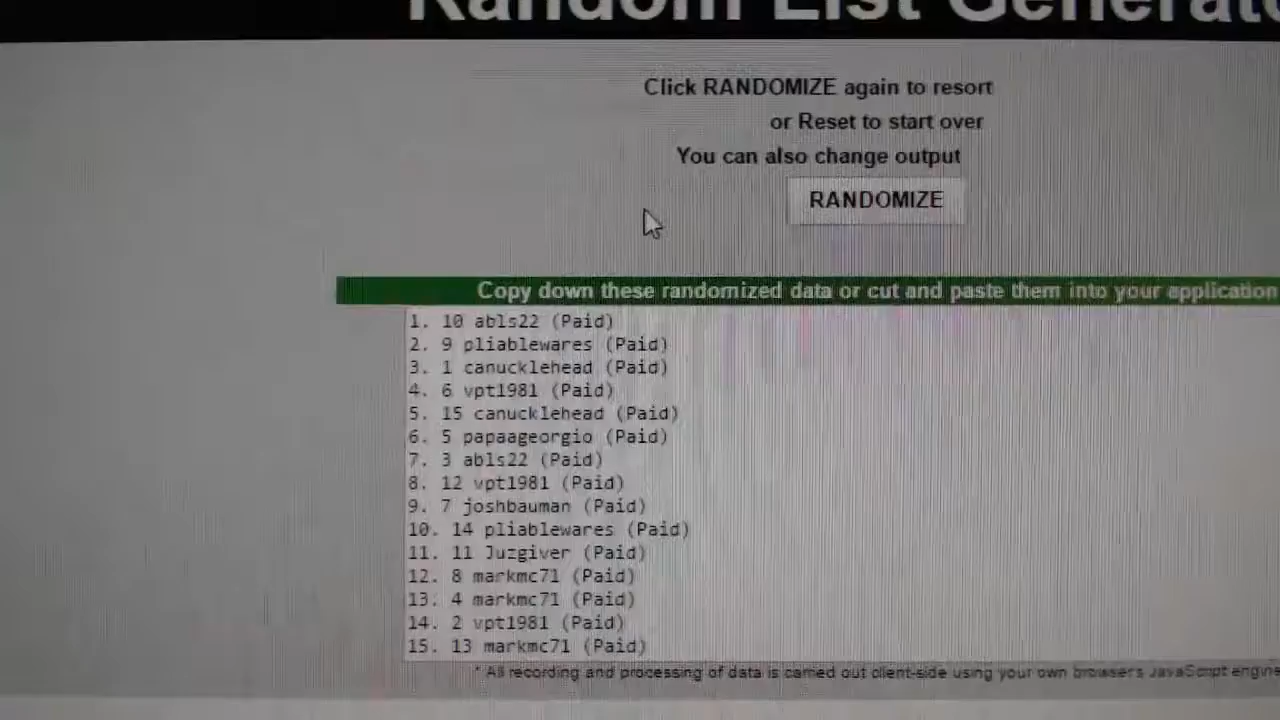 Random List Generato
Click RANDOMIZE again to resort
or Reset to start over
You can also change output
RANDOMIZE
Copy down these randomized data or cut and paste them into your application
1. 10 abls22 (Paid)
2. 9 pliablewares (Paid)
3. 1 canucklehead (Paid)
4. 6 vpt1981 (Paid)
5. 15 canucklehead (Paid)
6. 5 papaageorgio (Paid)
7. 3 abls22 (Paid)
8. 12 vpt1981 (Paid)
9. 7 joshbauman (Paid)
10. 14 pliablewares (Paid)
11. 11 Juzgiver (Paid)
12. 8 markmc71 (Paid)
13. 4 markmc71 (Paid)
14. 2 vpt1981 (Paid)
15. 13 markmc71 (Paid)
* All recording and processing of data is carried out client-side using your own browsers JavaScript engine